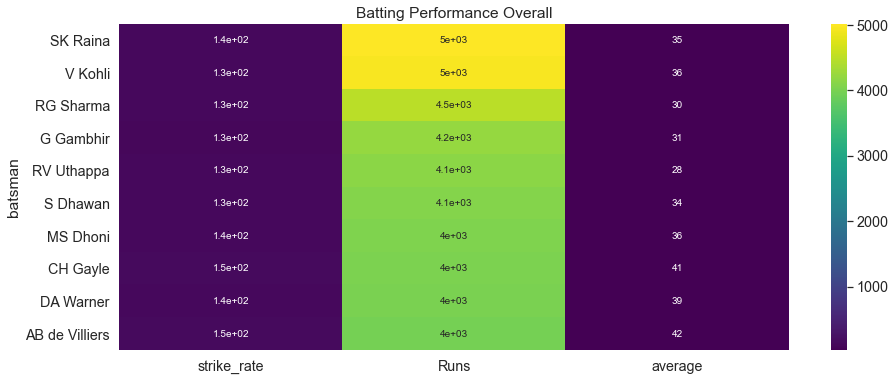 Batting Performance Overall
batsman
SK Raina 1.4e+02 5e+03 35
V Kohli 1.3e+02 5e+03 36
RG Sharma 1.3e+02 4.5e+03 30
G Gambhir 1.3e+02 4.2e+03 31
RV Uthappa 1.3e+02 4.1e+03 28
S Dhawan 1.3e+02 4.1e+03 34
MS Dhoni 1.4e+02 4e+03 36
CH Gayle 1.5e+02 4e+03 41
DA Warner 1.4e+02 4e+03 39
AB de Villiers 1.5e+02 4e+03 42
strike_rate Runs average
5000
4000
3000
2000
1000